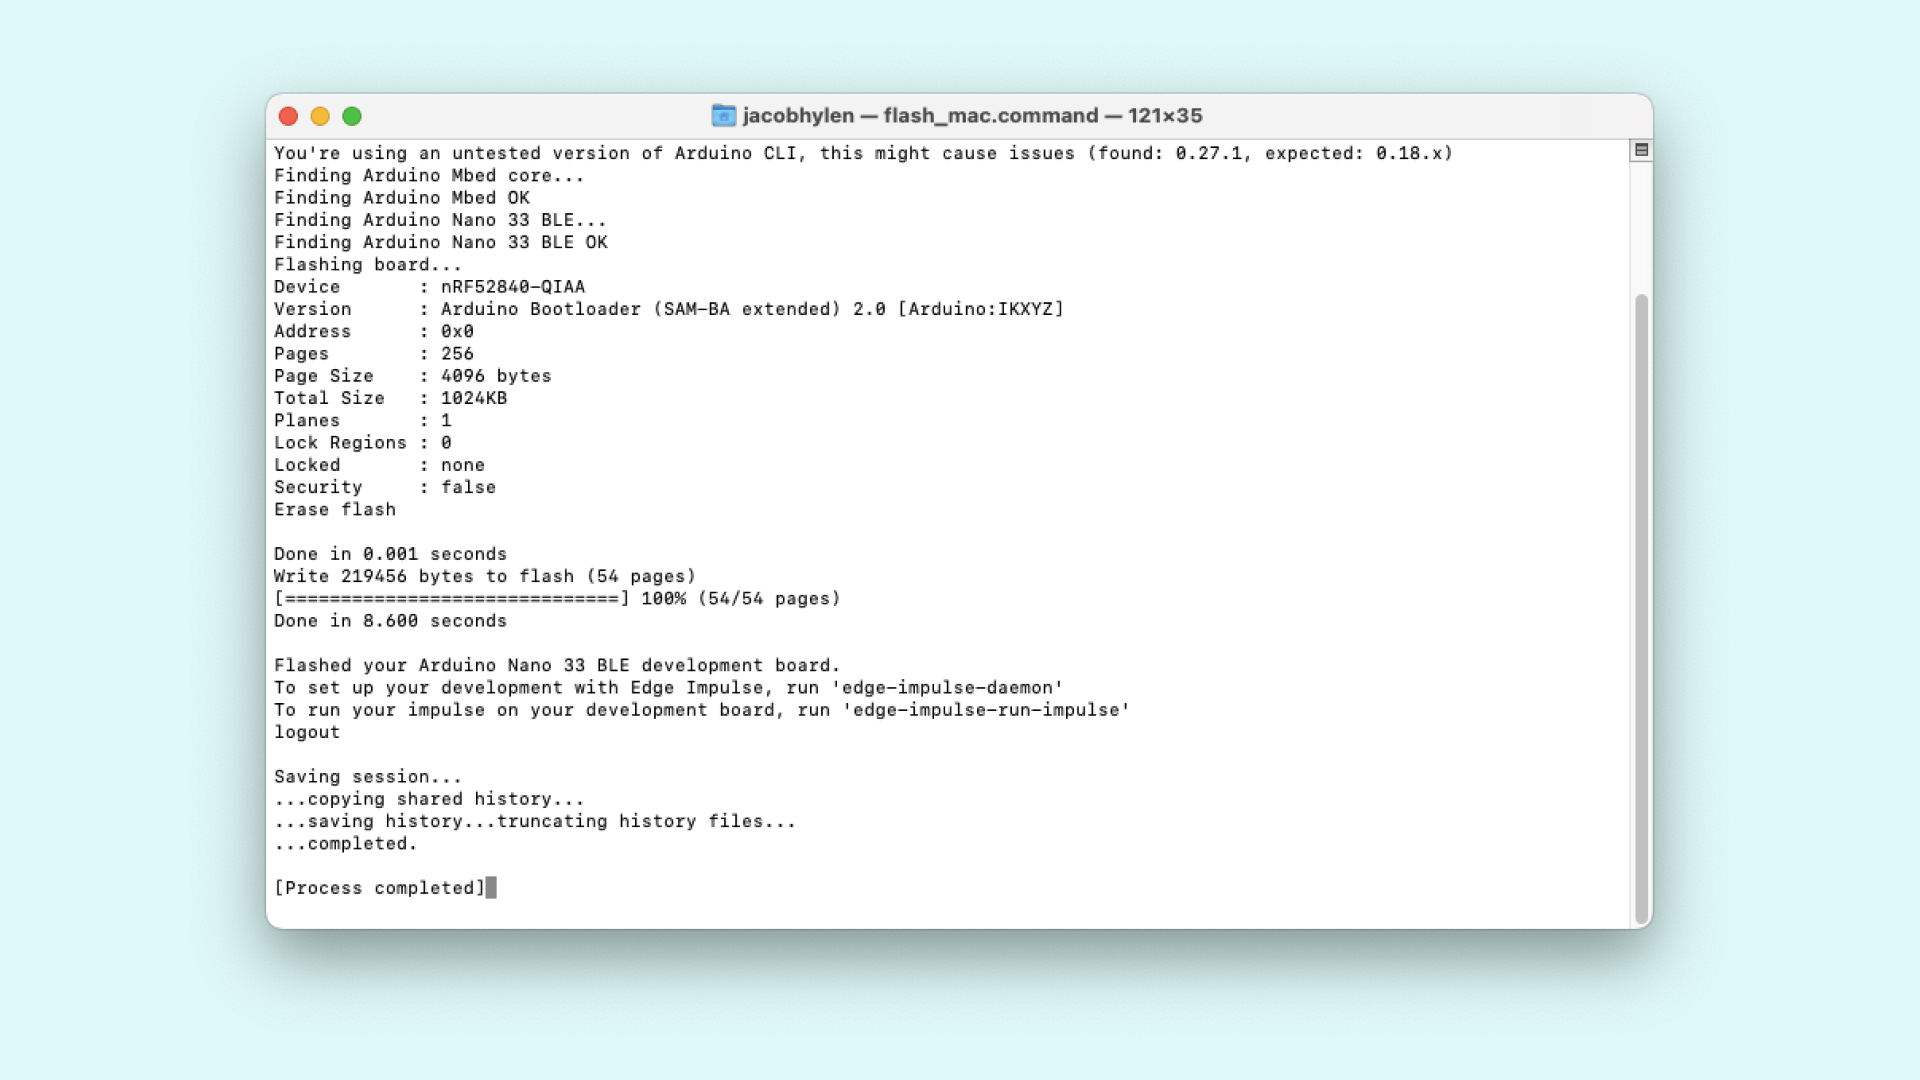 jacobhylen — flash_mac.command — 121×35
You're using an untested version of Arduino CLI, this might cause issues (found: 0.27.1, expected: 0.18.x)
Finding Arduino Mbed core...
Finding Arduino Mbed OK
Finding Arduino Nano 33 BLE...
Finding Arduino Nano 33 BLE OK
Flashing board...
Device       : nRF52840-QIAA
Version      : Arduino Bootloader (SAM-BA extended) 2.0 [Arduino:IKXYZ]
Address      : 0x0
Pages        : 256
Page Size    : 4096 bytes
Total Size   : 1024KB
Planes       : 1
Lock Regions : 0
Locked       : none
Security     : false
Erase flash
Done in 0.001 seconds
Write 219456 bytes to flash (54 pages)
[==============================] 100% (54/54 pages)
Done in 8.600 seconds
Flashed your Arduino Nano 33 BLE development board.
To set up your development with Edge Impulse, run 'edge-impulse-daemon'
To run your impulse on your development board, run 'edge-impulse-run-impulse'
logout
Saving session...
...copying shared history...
...saving history...truncating history files...
...completed.
[Process completed]